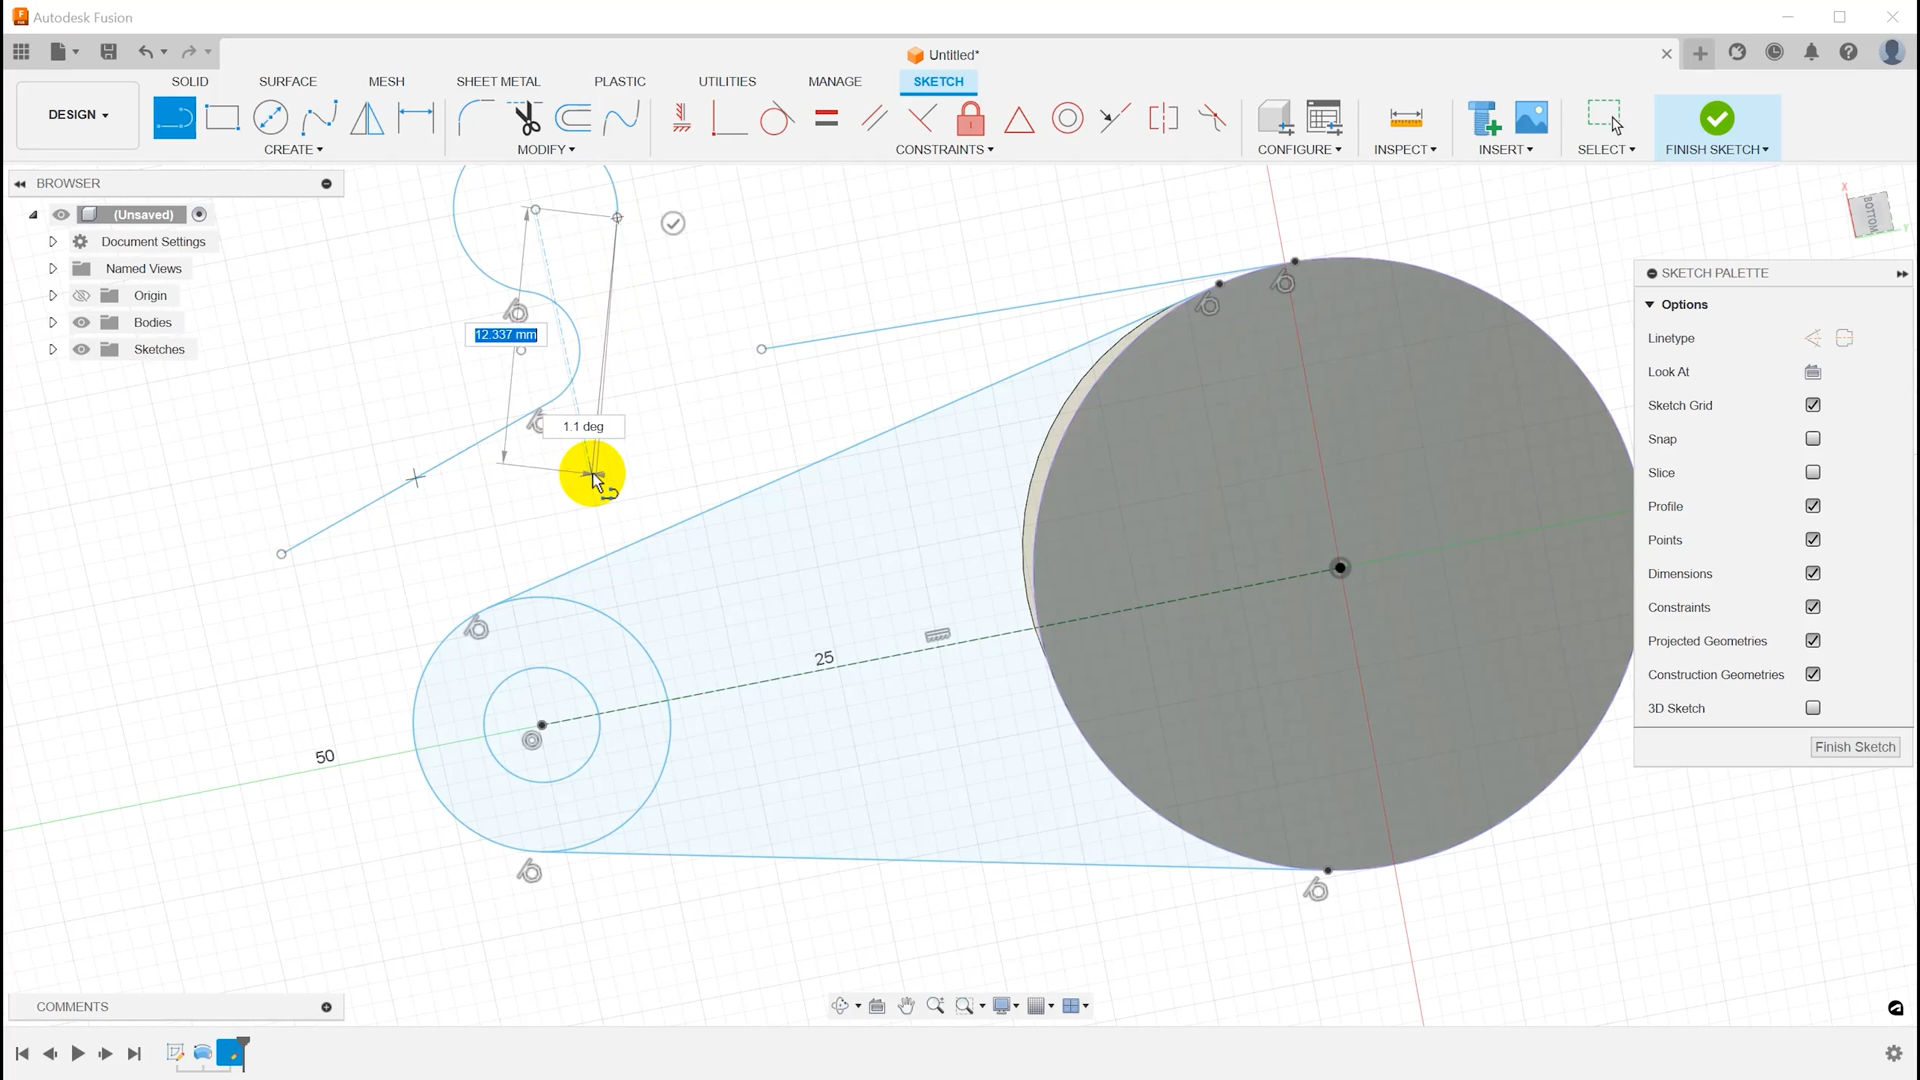 Autodesk Fusion
Untitled*
SOLID SURFACE MESH SHEET METAL PLASTIC UTILITIES MANAGE SKETCH
DESIGN
CREATE MODIFY CONSTRAINTS CONFIGURE INSPECT INSERT SELECT FINISH SKETCH
BROWSER
(Unsaved)
Document Settings
Named Views
Origin
Bodies
Sketches
BOTTOM
X
Y
12.337 mm
1.1 deg
25
50
SKETCH PALETTE
Options
Linetype
Look At
Sketch Grid
Snap
Slice
Profile
Points
Dimensions
Constraints
Projected Geometries
Construction Geometries
3D Sketch
Finish Sketch
COMMENTS